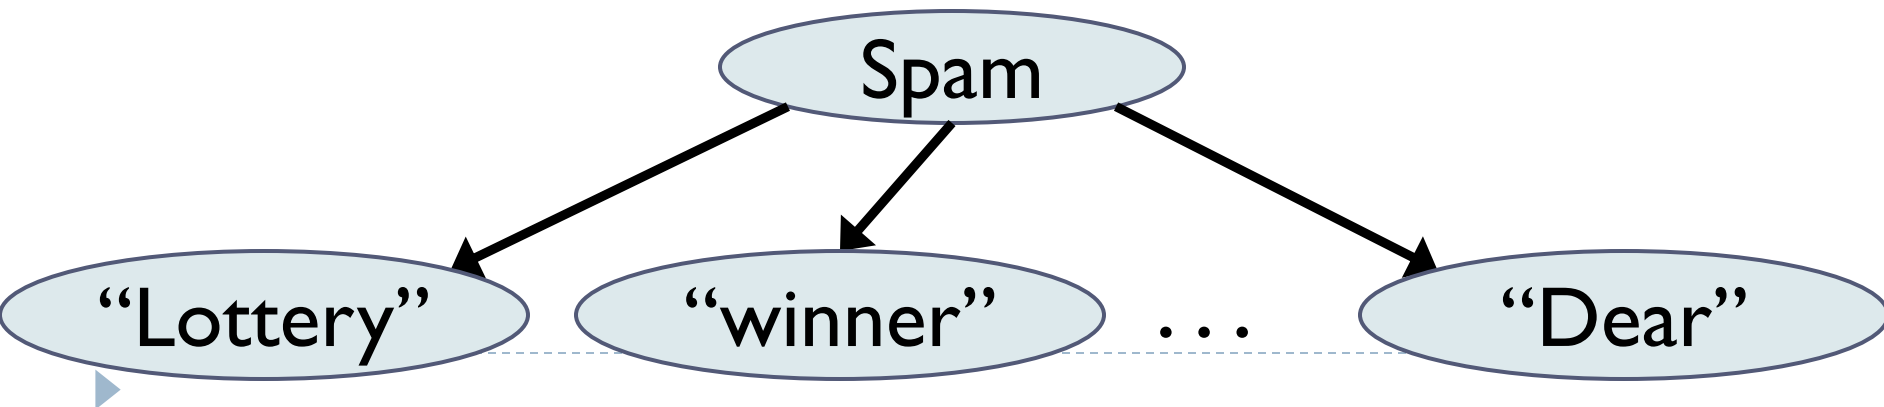 Spam
“Lottery” “winner” ... “Dear”